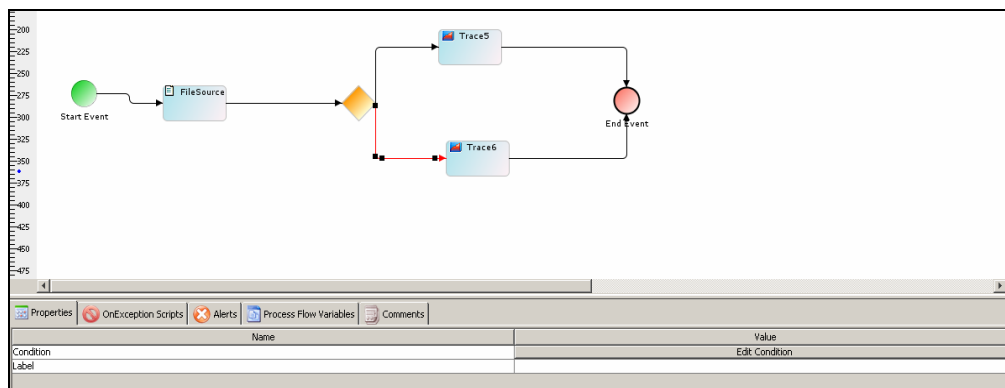 200
225
250
275
300
325
350
375
400
425
450
475
Trace5
FileSource
Start Event
End Event
Trace6
Properties
OnException Scripts
Alerts
Process Flow Variables
Comments
Name
Value
Condition
Edit Condition
Label